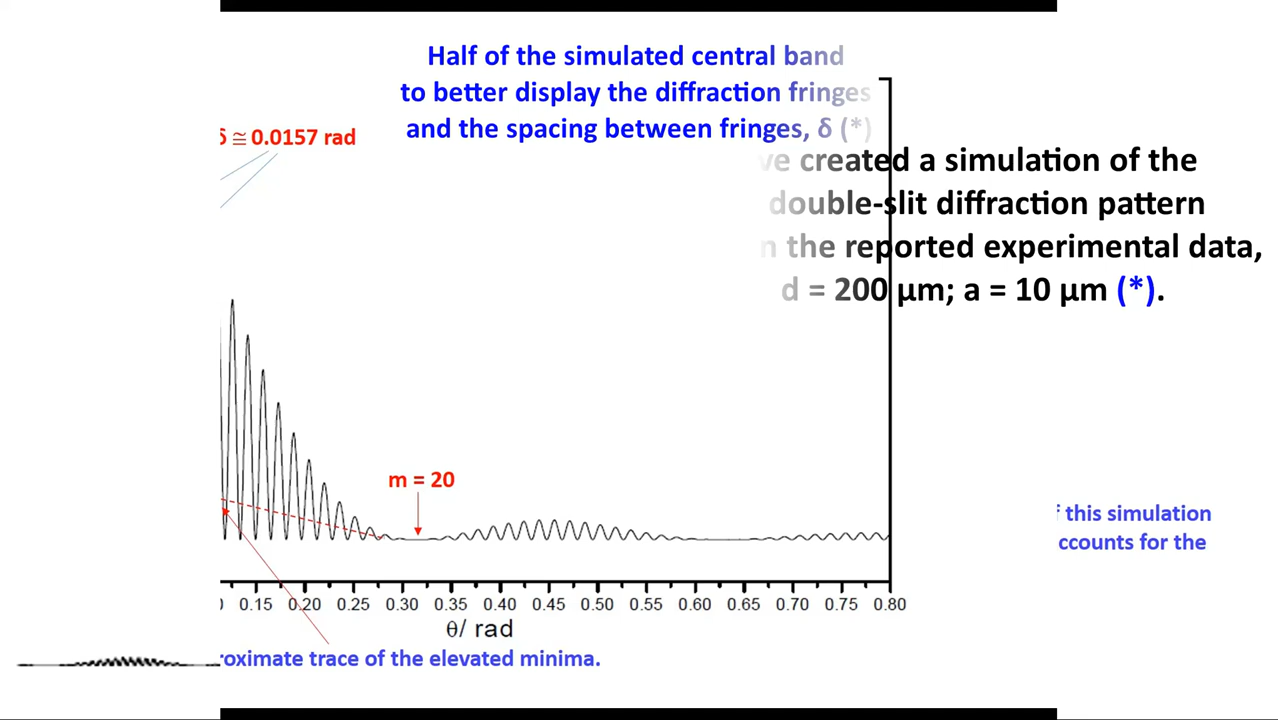 Half of the simulated central band
to better display the diffraction fringes
and the spacing between fringes, δ (*)
≅ 0.0157 rad
created a simulation of the
double-slit diffraction pattern
the reported experimental data,
d = 200 μm; a = 10 μm (*).
m = 20
this simulation
for the
0.15 0.20 0.25 0.30 0.35 0.40 0.45 0.50 0.55 0.60 0.65 0.70 0.75 0.80
θ/ rad
trace of the elevated minima.